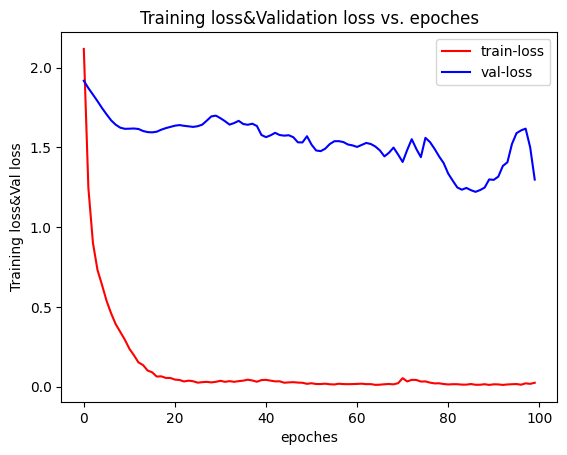 Training loss&Validation loss vs. epoches
train-loss
val-loss
Training loss&Val loss
2.0
1.5
1.0
0.5
0.0
0
20
40
60
80
100
epoches